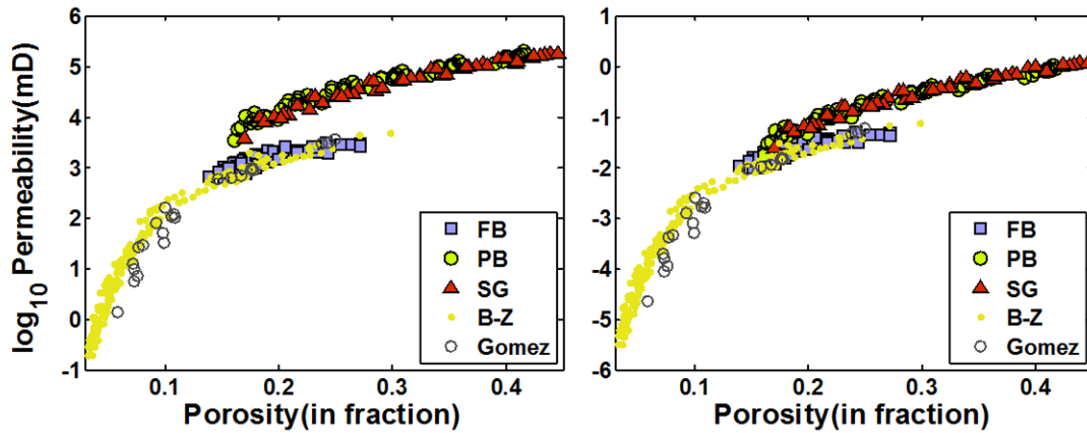 log10 Permeability(mD)
6
5
4
3
2
1
0
-1
0.1 0.2 0.3 0.4
Porosity(in fraction)
FB
PB
SG
B-Z
Gomez
1
0
-1
-2
-3
-4
-5
-6
0.1 0.2 0.3 0.4
Porosity(in fraction)
FB
PB
SG
B-Z
Gomez